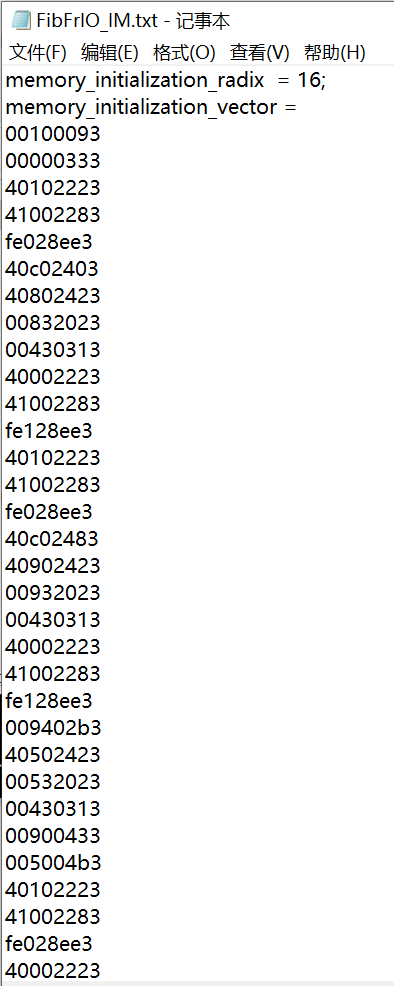 FibFrIO_IM.txt - 记事本
文件(F) 编辑(E) 格式(O) 查看(V) 帮助(H)
memory_initialization_radix  = 16;
memory_initialization_vector =
00100093
00000333
40102223
41002283
fe028ee3
40c02403
40802423
00832023
00430313
40002223
41002283
fe128ee3
40102223
41002283
fe028ee3
40c02483
40902423
00932023
00430313
40002223
41002283
fe128ee3
009402b3
40502423
00532023
00430313
00900433
005004b3
40102223
41002283
fe028ee3
40002223